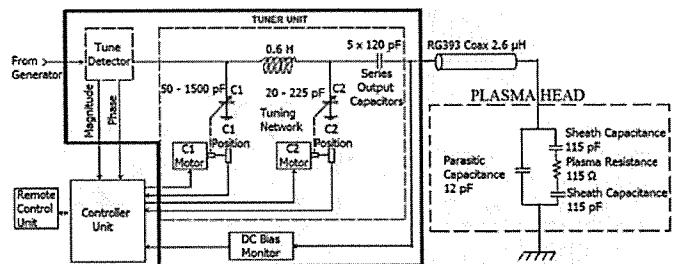 TUNER UNIT
From
Generator
Tune
Detector
0.6 H
5 x 120 pF
RG393 Coax 2.6 µH
Series
Output
Capacitors
50 - 1500 pF
C1
20 - 225 pF
C2
Magnitude
Phase
C1
Position
Tuning
Network
C2
Position
C1
Motor
C2
Motor
PLASMA HEAD
Sheath Capacitance
115 pF
Parasitic
Capacitance
12 pF
Plasma Resistance
115 Ω
Sheath Capacitance
115 pF
Remote
Control
Unit
Controller
Unit
DC Bias
Monitor